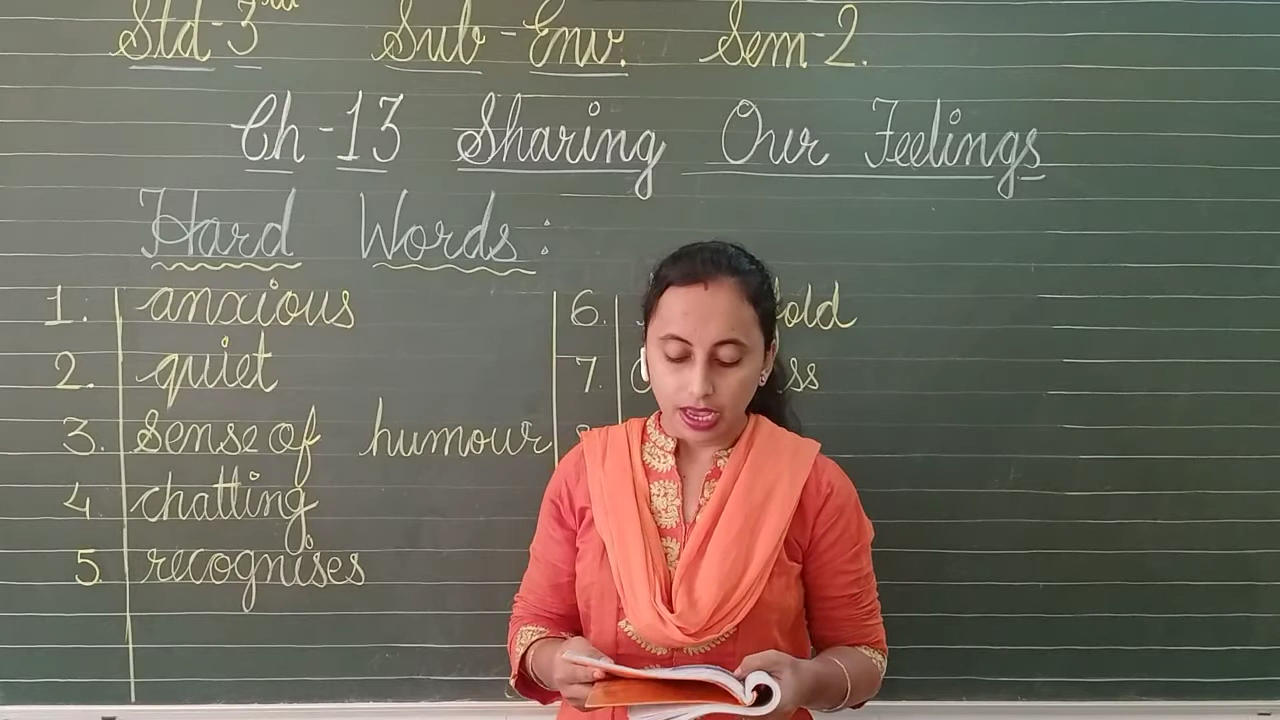 Std-3rd Sub-Env. Sem-2.
Ch-13 Sharing Our Feelings
Hard Words:
1. anxious
2. quiet
3. Sense of humour
4. chatting
5. recognises
6.
7.